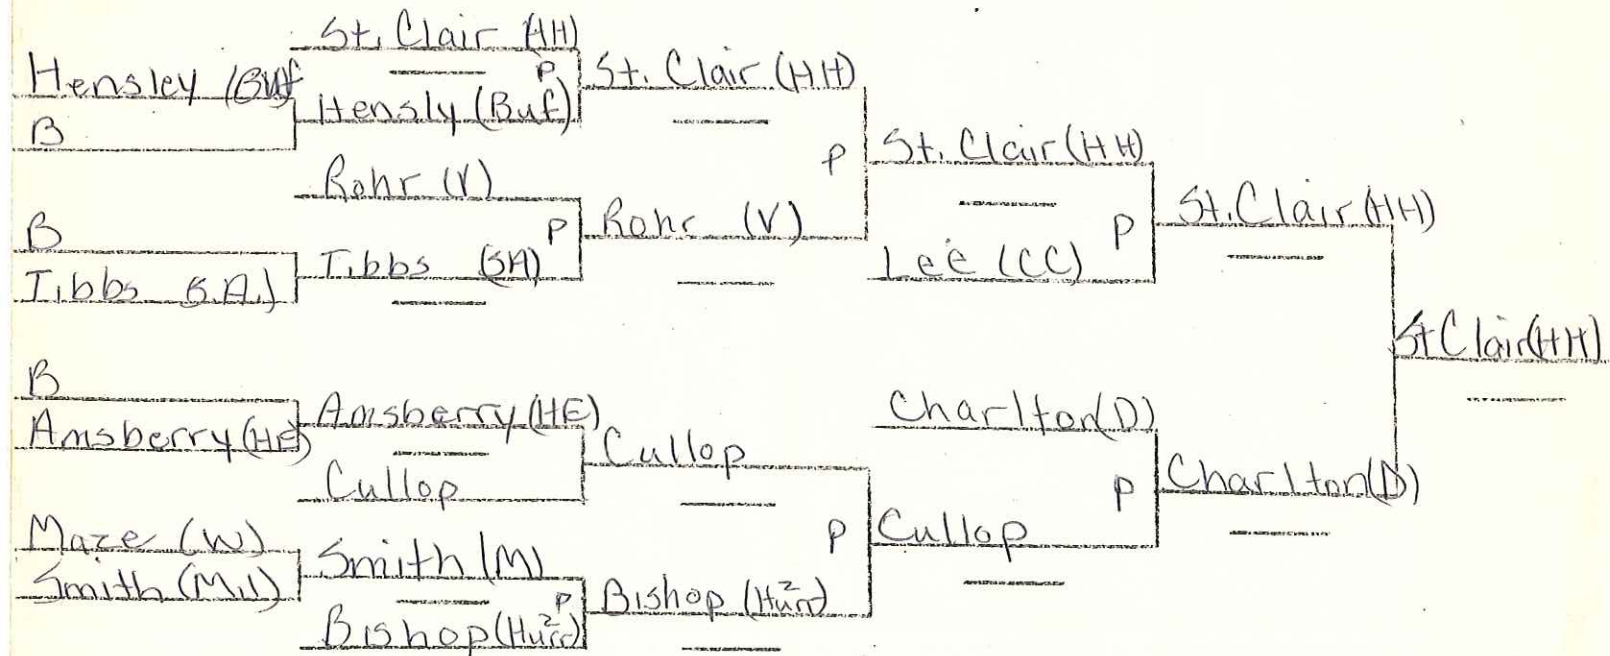 St. Clair (HH)
Hensley (Buf
P
St. Clair (HH)
Hensly (Buf)
B
P
St. Clair (HH)
Rohr (V)
St. Clair (HH)
B
P
Rohr (V)
P
Tibbs (SA)
Lee (CC)
Tibbs S.A.)
St Clair (HH)
B
Charlton (D)
Amsberry (HE)
Amsberry (HE)
Cullop
Charlton (D)
Cullop
P
Maze (W)
P
Cullop
Smith (M)
Smith (Mil)
P
Bishop (Hurr)
Bishop (Hurr)